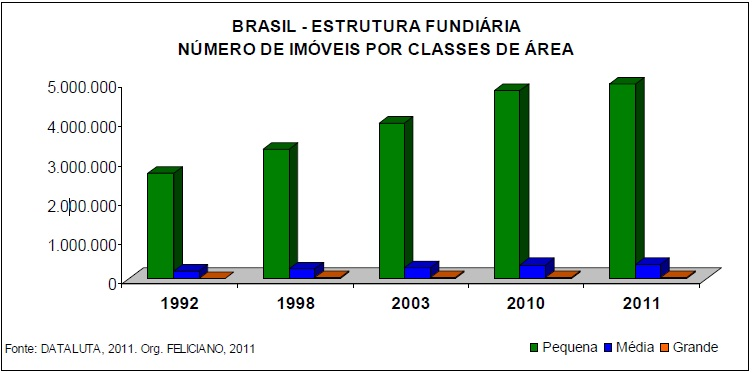 BRASIL - ESTRUTURA FUNDIÁRIA
NÚMERO DE IMÓVEIS POR CLASSES DE ÁREA
5.000.000
4.000.000
3.000.000
2.000.000
1.000.000
0
1992 1998 2003 2010 2011
Fonte: DATALUTA, 2011. Org. FELICIANO, 2011
Pequena Média Grande